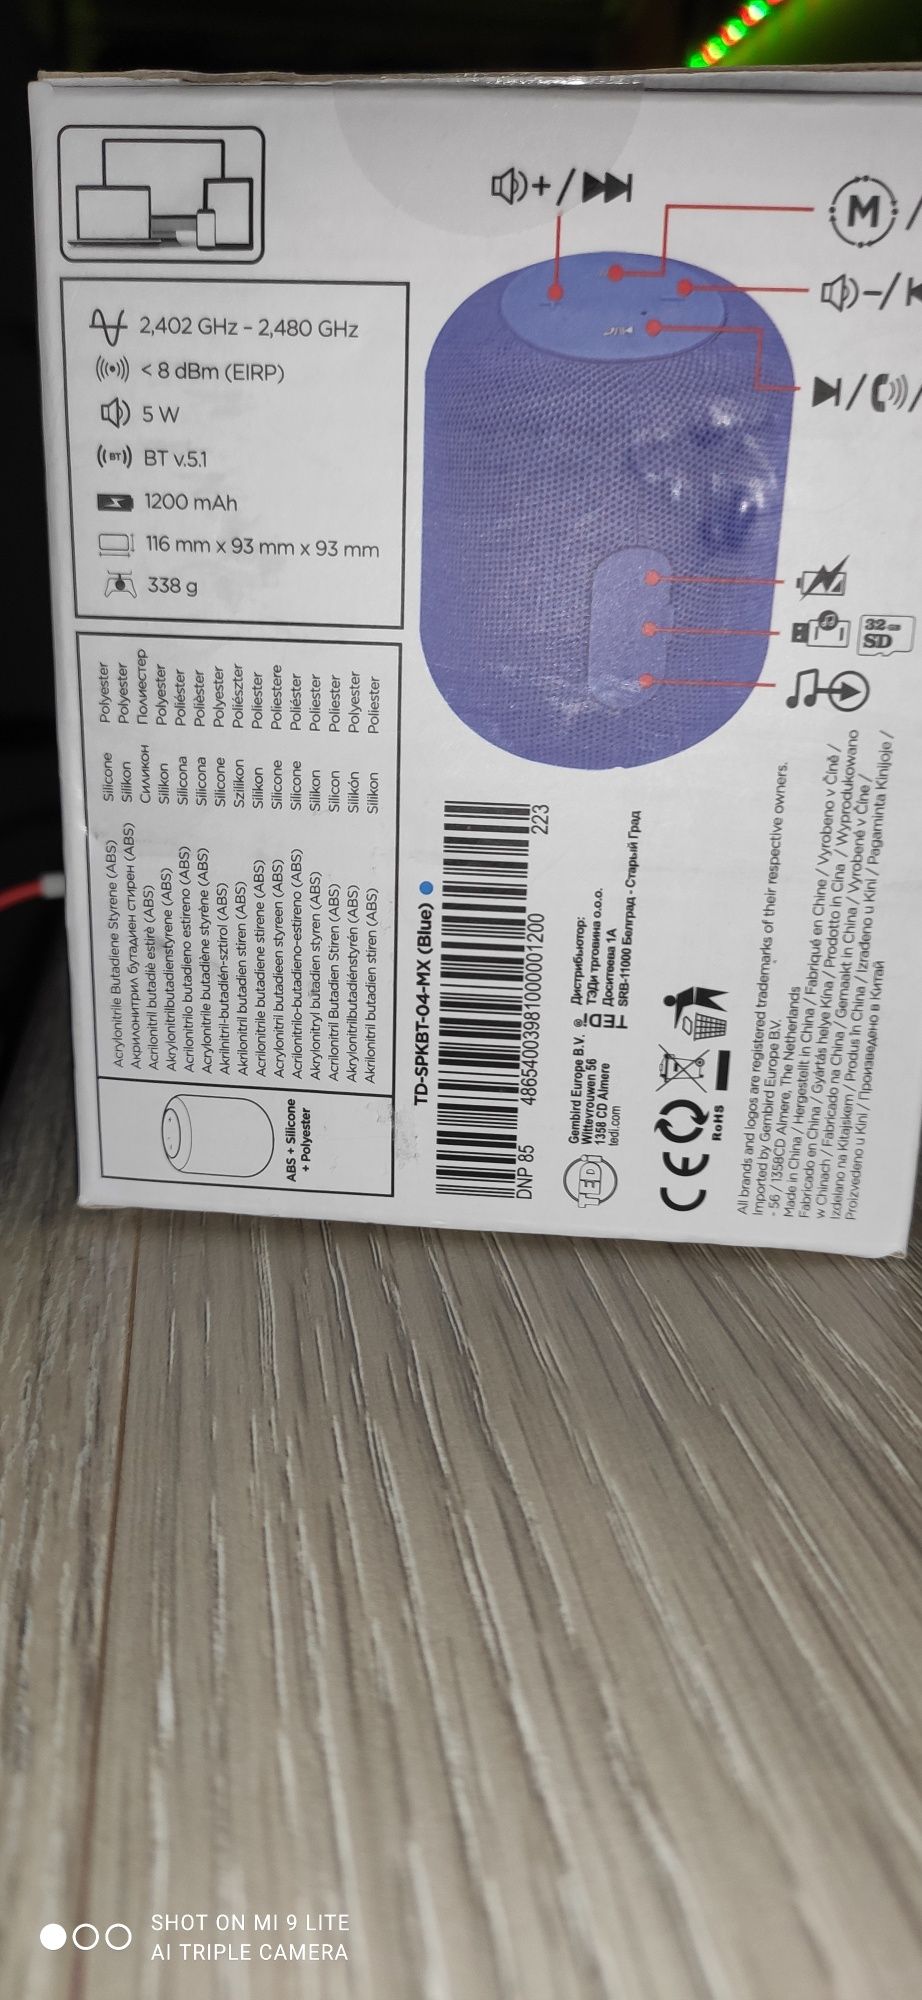 2,402 GHz – 2,480 GHz
< 8 dBm (EIRP)
5 W
((BT)) BT v.5.1
1200 mAh
116 mm x 93 mm x 93 mm
338 g
Acrylonitrile Butadiene Styrene (ABS) Silicone Polyester
Акрилонитрил бутадиен стирен (ABS) Silikon Polyester
Acrilonitril butadiè estirè (ABS) Силикон Полиестер
Akrylonitrilbutadienstyrene (ABS) Silikon Polyester
Acrilonitrilo butadieno estireno (ABS) Silicona Poliéster
Acrylonitrile butadiène styrène (ABS) Silicona Polièster
Akrilnitril-butadién-sztirol (ABS) Silicone Polyester
Akrilonitril butadien stiren (ABS) Szilikon Poliészter
Acrilonitrile butadiene stirene (ABS) Silikon Poliester
Acrylonitril butadieen styreen (ABS) Silicone Poliestere
Acrilonitrilo-butadieno-estireno (ABS) Silicone Poliéster
Akrylonitryl butadien styren (ABS) Silikon Poliester
Acrilonitril Butadien Stiren (ABS) Silicon Poliester
Akrylonitrilbutadiénstyrén (ABS) Silikón Polyester
Akrilonitril butadien stiren (ABS) Silikon Poliester
ABS + Silicone
+ Polyester
+/
M /
–/
/ /
32GB
SD
TD-SPKBT-04-MX (Blue)
DNP 85 4865400398100000001200 223
TEDi
Gembird Europe B.V.
Wittevrouwen 56
1358 CD Almere
tedi.com
Дистрибьютор:
ТЭДи трговина о.о.о.
Доситеева 1А
SRB-11000 Белград - Старый Град
CE
RoHS
All brands and logos are registered trademarks of their respective owners.
Imported by Gembird Europe B.V.
- 56 / 1358CD Almere, The Netherlands
Made in China / Hergestellt in China / Fabriqué en Chine / Vyrobeno v Číně /
Fabricado en China / Gyártás helye Kína / Prodotto in Cina / Wyprodukowano
w Chinach / Fabricado na China / Gemaakt in China / Vyrobené v Číne /
Izdelano na Kitajskem / Produs în China / Izrađeno u Kini / Pagaminta Kinijoje /
Proizvedeno u Kini / Произведено в Китай
SHOT ON MI 9 LITE
AI TRIPLE CAMERA